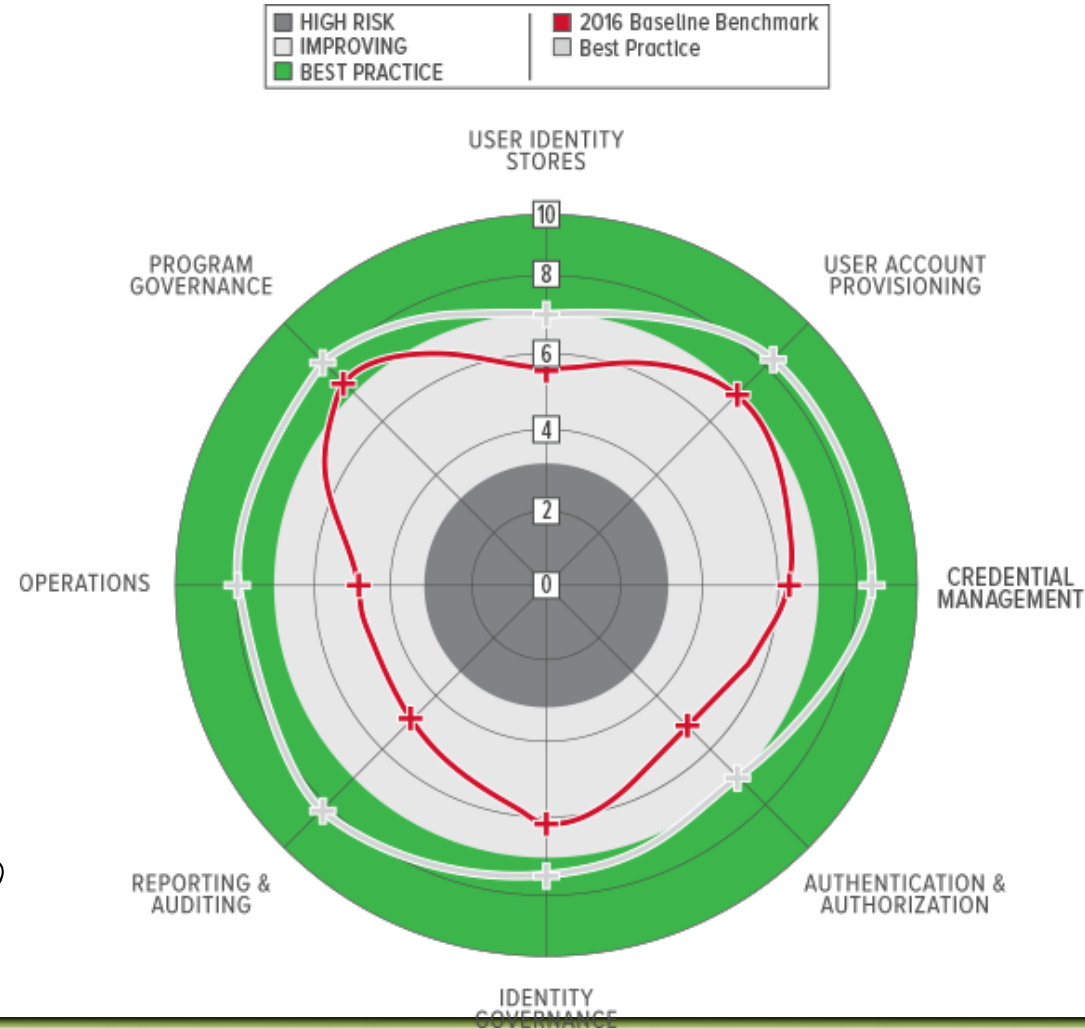 HIGH RISK
IMPROVING
BEST PRACTICE
2016 Baseline Benchmark
Best Practice
USER IDENTITY
STORES
PROGRAM
GOVERNANCE
USER ACCOUNT
PROVISIONING
10
8
6
4
2
0
OPERATIONS
CREDENTIAL
MANAGEMENT
REPORTING &
AUDITING
AUTHENTICATION &
AUTHORIZATION
IDENTITY
GOVERNANCE